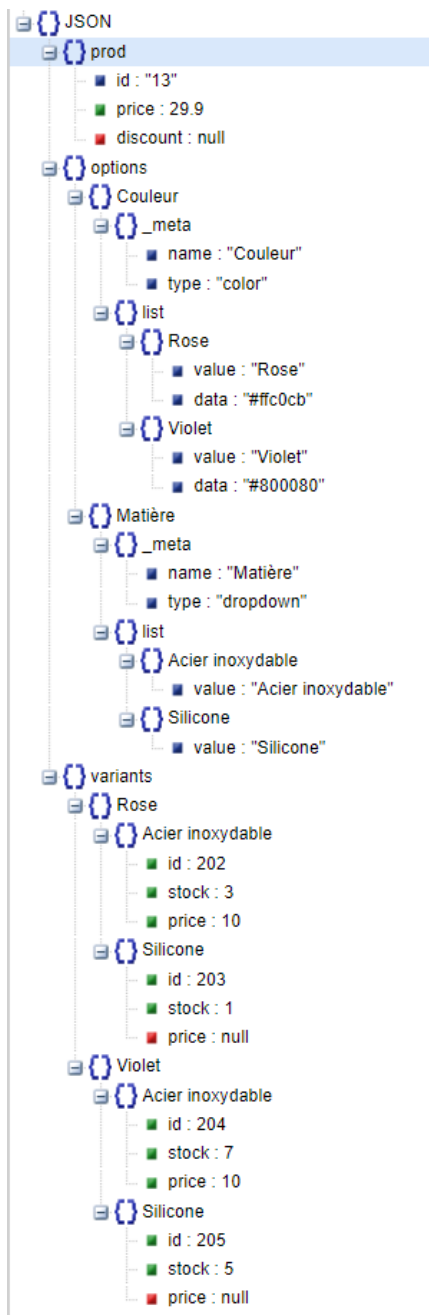 JSON
prod
id : "13"
price : 29.9
discount : null
options
Couleur
_meta
name : "Couleur"
type : "color"
list
Rose
value : "Rose"
data : "#ffc0cb"
Violet
value : "Violet"
data : "#800080"
Matière
_meta
name : "Matière"
type : "dropdown"
list
Acier inoxydable
value : "Acier inoxydable"
Silicone
value : "Silicone"
variants
Rose
Acier inoxydable
id : 202
stock : 3
price : 10
Silicone
id : 203
stock : 1
price : null
Violet
Acier inoxydable
id : 204
stock : 7
price : 10
Silicone
id : 205
stock : 5
price : null